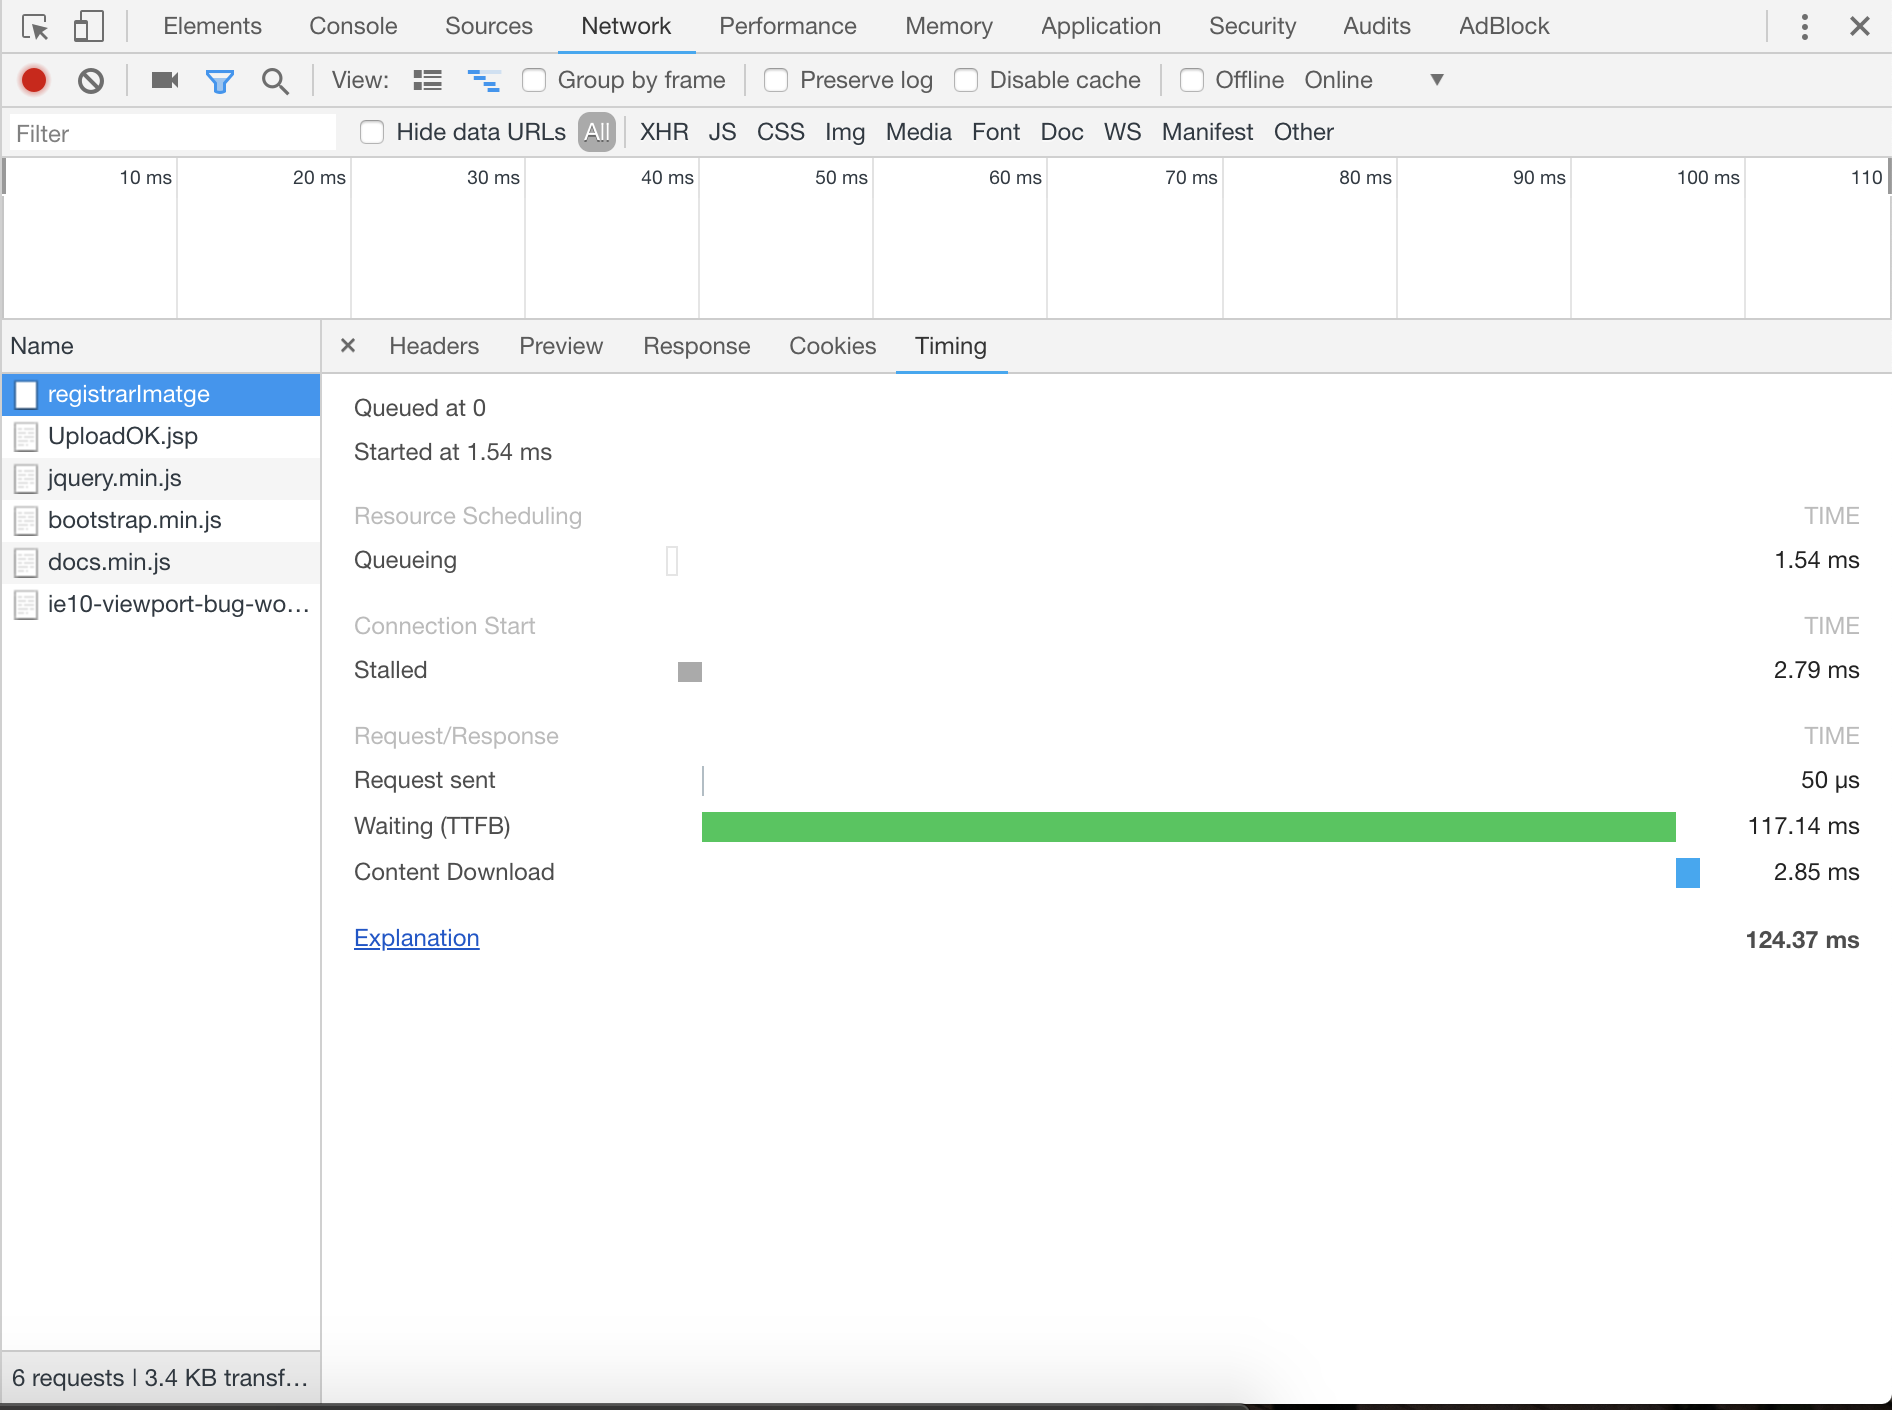 Elements Console Sources Network Performance Memory Application Security Audits AdBlock
View: Group by frame Preserve log Disable cache Offline Online
Filter Hide data URLs All XHR JS CSS Img Media Font Doc WS Manifest Other
10 ms 20 ms 30 ms 40 ms 50 ms 60 ms 70 ms 80 ms 90 ms 100 ms 110
Name
registrarImatge
UploadOK.jsp
jquery.min.js
bootstrap.min.js
docs.min.js
ie10-viewport-bug-wo…
6 requests | 3.4 KB transf…
× Headers Preview Response Cookies Timing
Queued at 0
Started at 1.54 ms
Resource Scheduling TIME
Queueing 1.54 ms
Connection Start TIME
Stalled 2.79 ms
Request/Response TIME
Request sent 50 µs
Waiting (TTFB) 117.14 ms
Content Download 2.85 ms
Explanation 124.37 ms